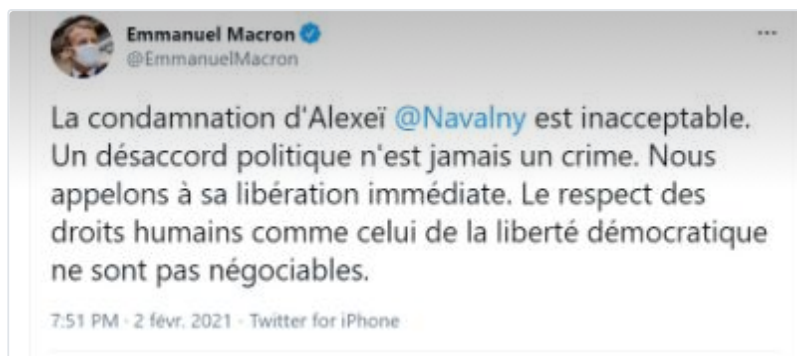 Emmanuel Macron
@EmmanuelMacron
La condamnation d'Alexeï @Navalny est inacceptable.
Un désaccord politique n'est jamais un crime. Nous
appelons à sa libération immédiate. Le respect des
droits humains comme celui de la liberté démocratique
ne sont pas négociables.
7:51 PM · 2 févr. 2021 · Twitter for iPhone